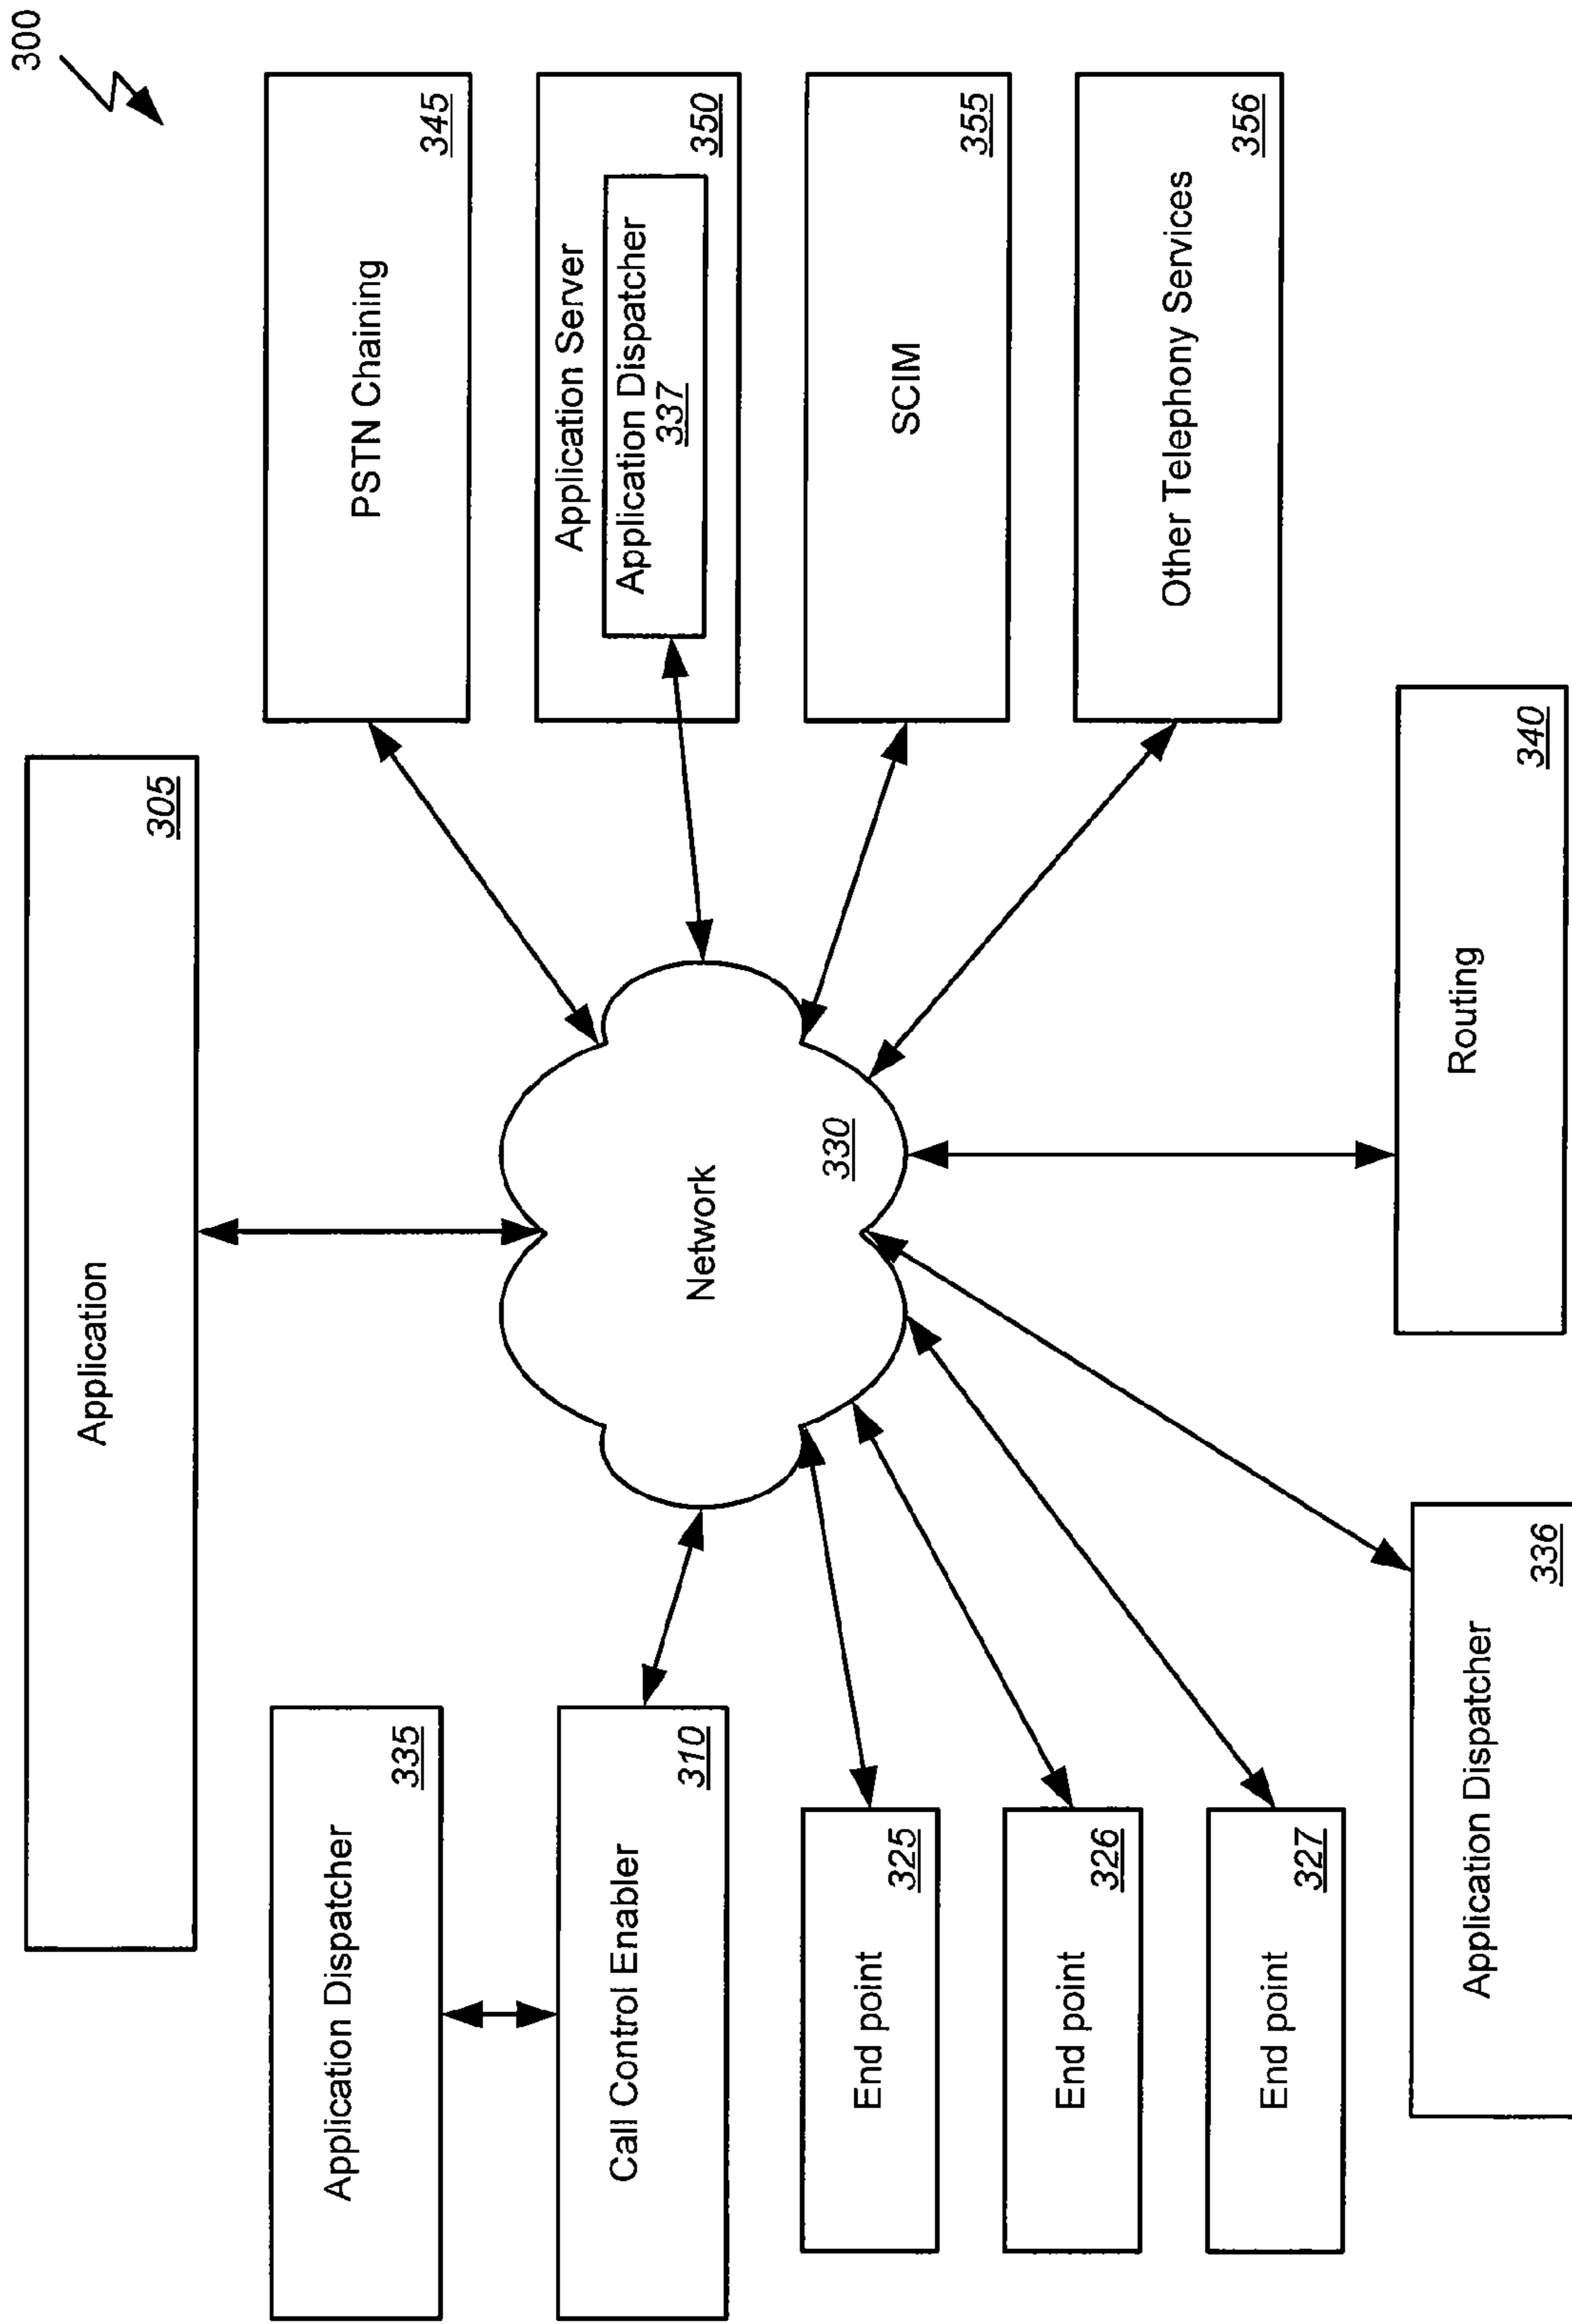 300
Application
305
Application Dispatcher
335
Call Control Enabler
310
End point
325
End point
326
End point
327
Application Dispatcher
336
Network
330
Routing
340
PSTN Chaining
345
Application Server
350
Application Dispatcher
337
SCIM
355
Other Telephony Services
356